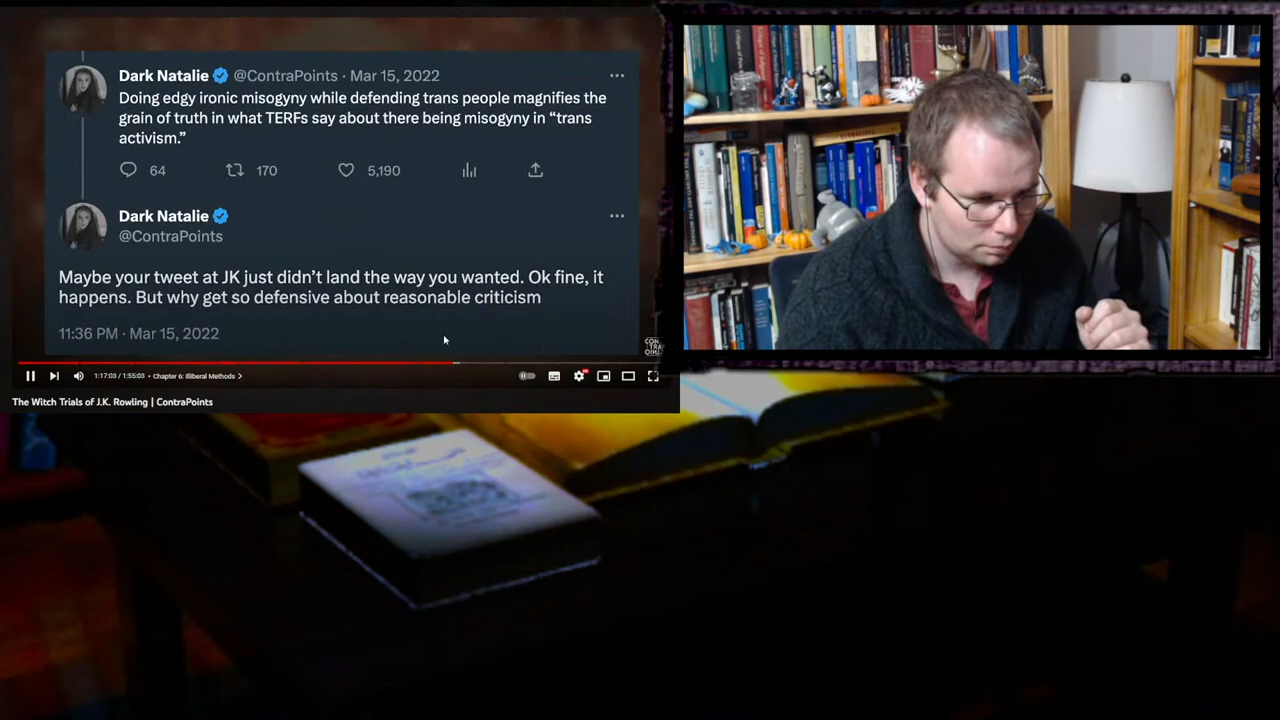 Dark Natalie @ContraPoints · Mar 15, 2022
Doing edgy ironic misogyny while defending trans people magnifies the
grain of truth in what TERFs say about there being misogyny in “trans
activism.”
64 170 5,190
Dark Natalie
@ContraPoints
Maybe your tweet at JK just didn’t land the way you wanted. Ok fine, it
happens. But why get so defensive about reasonable criticism
11:36 PM · Mar 15, 2022
1:17:03 / 1:55:03 • Chapter 6: Illiberal Methods >
The Witch Trials of J.K. Rowling | ContraPoints